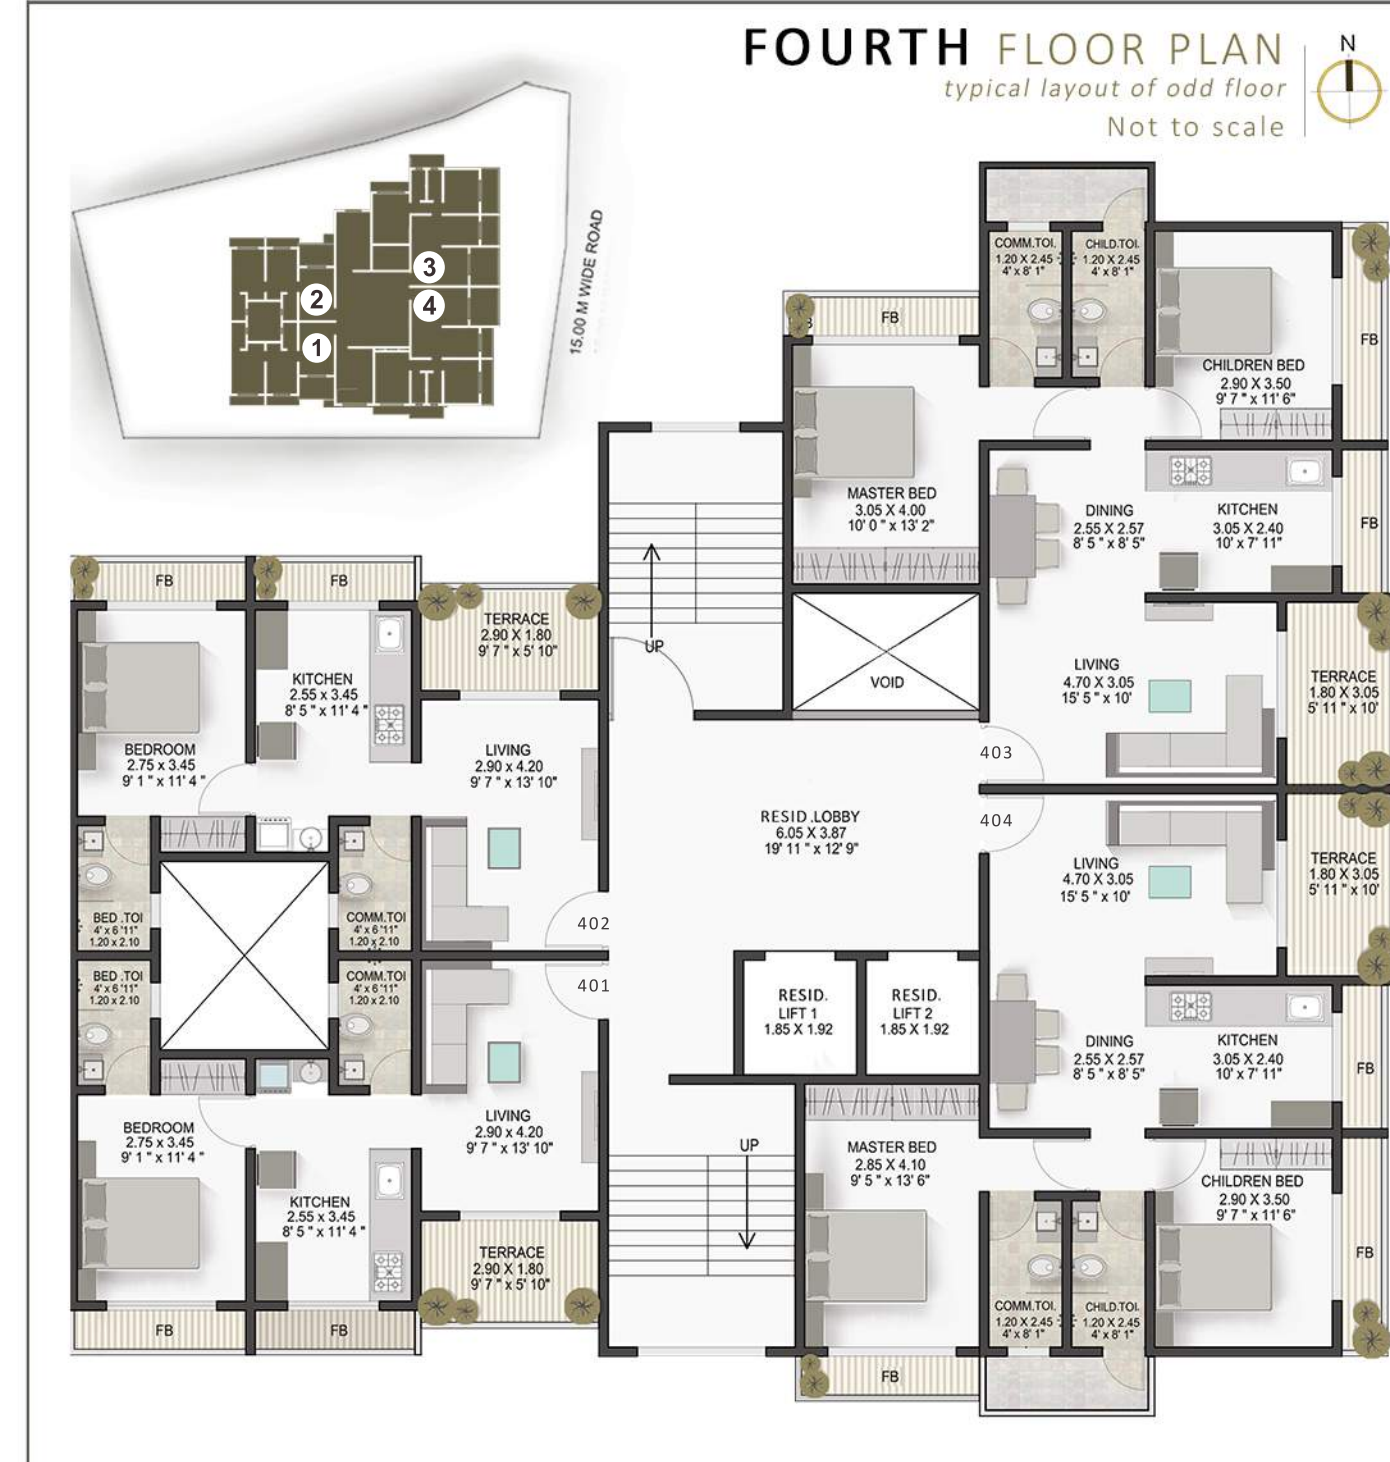 FOURTH FLOOR PLAN
typical layout of odd floor
Not to scale
N
15.00 M WIDE ROAD
3
4
2
1
COMM.TOI.
1.20 X 2.45
4' x 8' 1"
CHILD.TOI.
1.20 X 2.45
4' x 8' 1"
FB
CHILDREN BED
2.90 X 3.50
9' 7" x 11' 6"
FB
MASTER BED
3.05 X 4.00
10' 0 " x 13' 2"
DINING
2.55 X 2.57
8' 5 " x 8' 5"
KITCHEN
3.05 X 2.40
10' x 7' 11"
FB
FB
FB
TERRACE
2.90 X 1.80
9' 7 " x 5' 10"
UP
VOID
LIVING
4.70 X 3.05
15' 5 " x 10'
TERRACE
1.80 X 3.05
5' 11 " x 10'
KITCHEN
2.55 x 3.45
8' 5 " x 11' 4 "
BEDROOM
2.75 x 3.45
9' 1 " x 11' 4 "
LIVING
2.90 x 4.20
9' 7 " x 13' 10"
403
RESID .LOBBY
6.05 X 3.87
19' 11 " x 12' 9"
404
LIVING
4.70 X 3.05
15' 5 " x 10'
TERRACE
1.80 X 3.05
5' 11 " x 10'
BED .TOI
4' x 6 '11"
1.20 x 2.10
COMM.TOI
4' x 6 '11"
1.20 x 2.10
402
BED .TOI
4' x 6 '11"
1.20 x 2.10
COMM.TOI
4' x 6 '11"
1.20 x 2.10
401
RESID.
LIFT 1
1.85 X 1.92
RESID.
LIFT 2
1.85 X 1.92
DINING
2.55 X 2.57
8' 5 " x 8' 5"
KITCHEN
3.05 X 2.40
10' x 7' 11"
FB
BEDROOM
2.75 x 3.45
9' 1 " x 11' 4 "
LIVING
2.90 x 4.20
9' 7 " x 13' 10"
UP
MASTER BED
2.85 X 4.10
9' 5 " x 13' 6"
CHILDREN BED
2.90 X 3.50
9' 7" x 11' 6"
KITCHEN
2.55 x 3.45
8' 5 " x 11' 4 "
TERRACE
2.90 X 1.80
9' 7 " x 5' 10"
FB
COMM.TOI.
1.20 X 2.45
4' x 8' 1"
CHILD.TOI.
1.20 X 2.45
4' x 8' 1"
FB
FB
FB